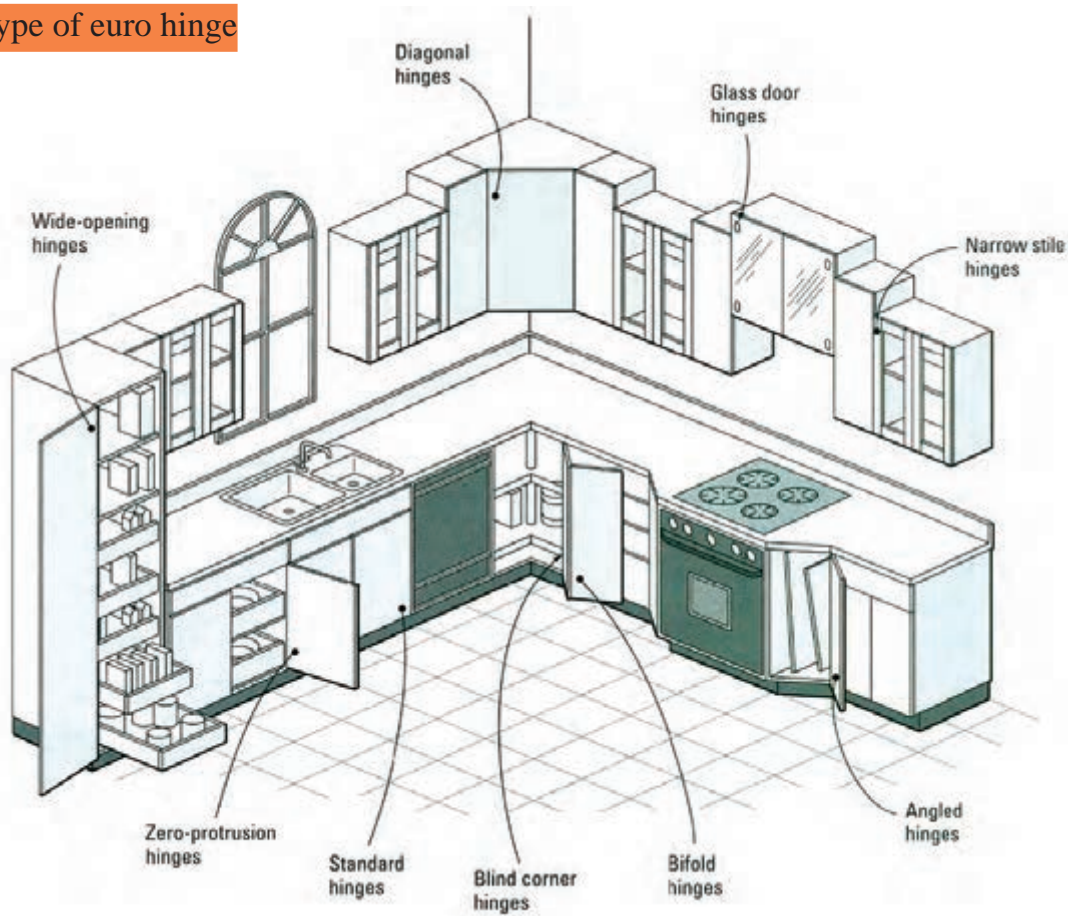 ype of euro hinge
Diagonal
hinges
Glass door
hinges
Wide-opening
hinges
Narrow stile
hinges
Zero-protrusion
hinges
Standard
hinges
Blind corner
hinges
Bifold
hinges
Angled
hinges